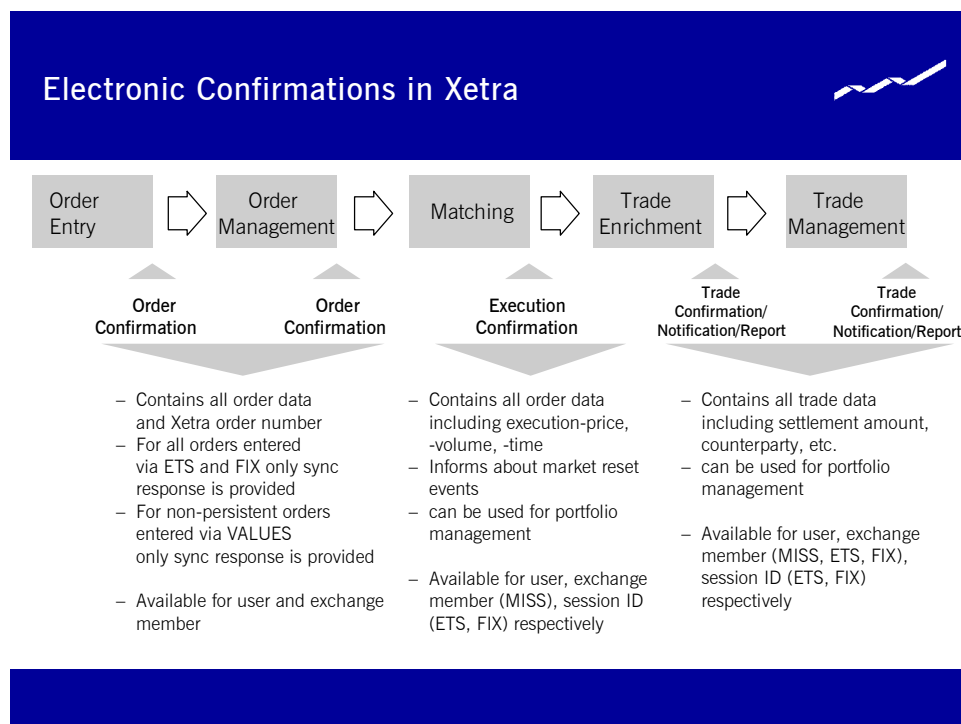 Electronic Confirmations in Xetra
Order
Entry
Order
Management
Matching
Trade
Enrichment
Trade
Management
Order
Confirmation
Order
Confirmation
Execution
Confirmation
Trade
Confirmation/
Notification/Report
Trade
Confirmation/
Notification/Report
– Contains all order data
and Xetra order number
– For all orders entered
via ETS and FIX only sync
response is provided
– For non-persistent orders
entered via VALUES
only sync response is provided
– Available for user and exchange
member
– Contains all order data
including execution-price,
-volume, -time
– Informs about market reset
events
– can be used for portfolio
management
– Available for user, exchange
member (MISS), session ID
(ETS, FIX) respectively
– Contains all trade data
including settlement amount,
counterparty, etc.
– can be used for portfolio
management
– Available for user, exchange
member (MISS, ETS, FIX),
session ID (ETS, FIX)
respectively